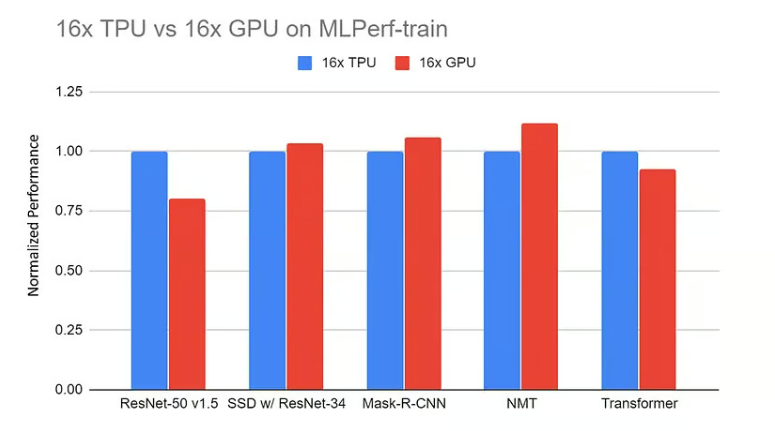 16x TPU vs 16x GPU on MLPerf-train
16x TPU 16x GPU
1.25
1.00
0.75
0.50
0.25
0.00
Normalized Performance
ResNet-50 v1.5 SSD w/ ResNet-34 Mask-R-CNN NMT Transformer